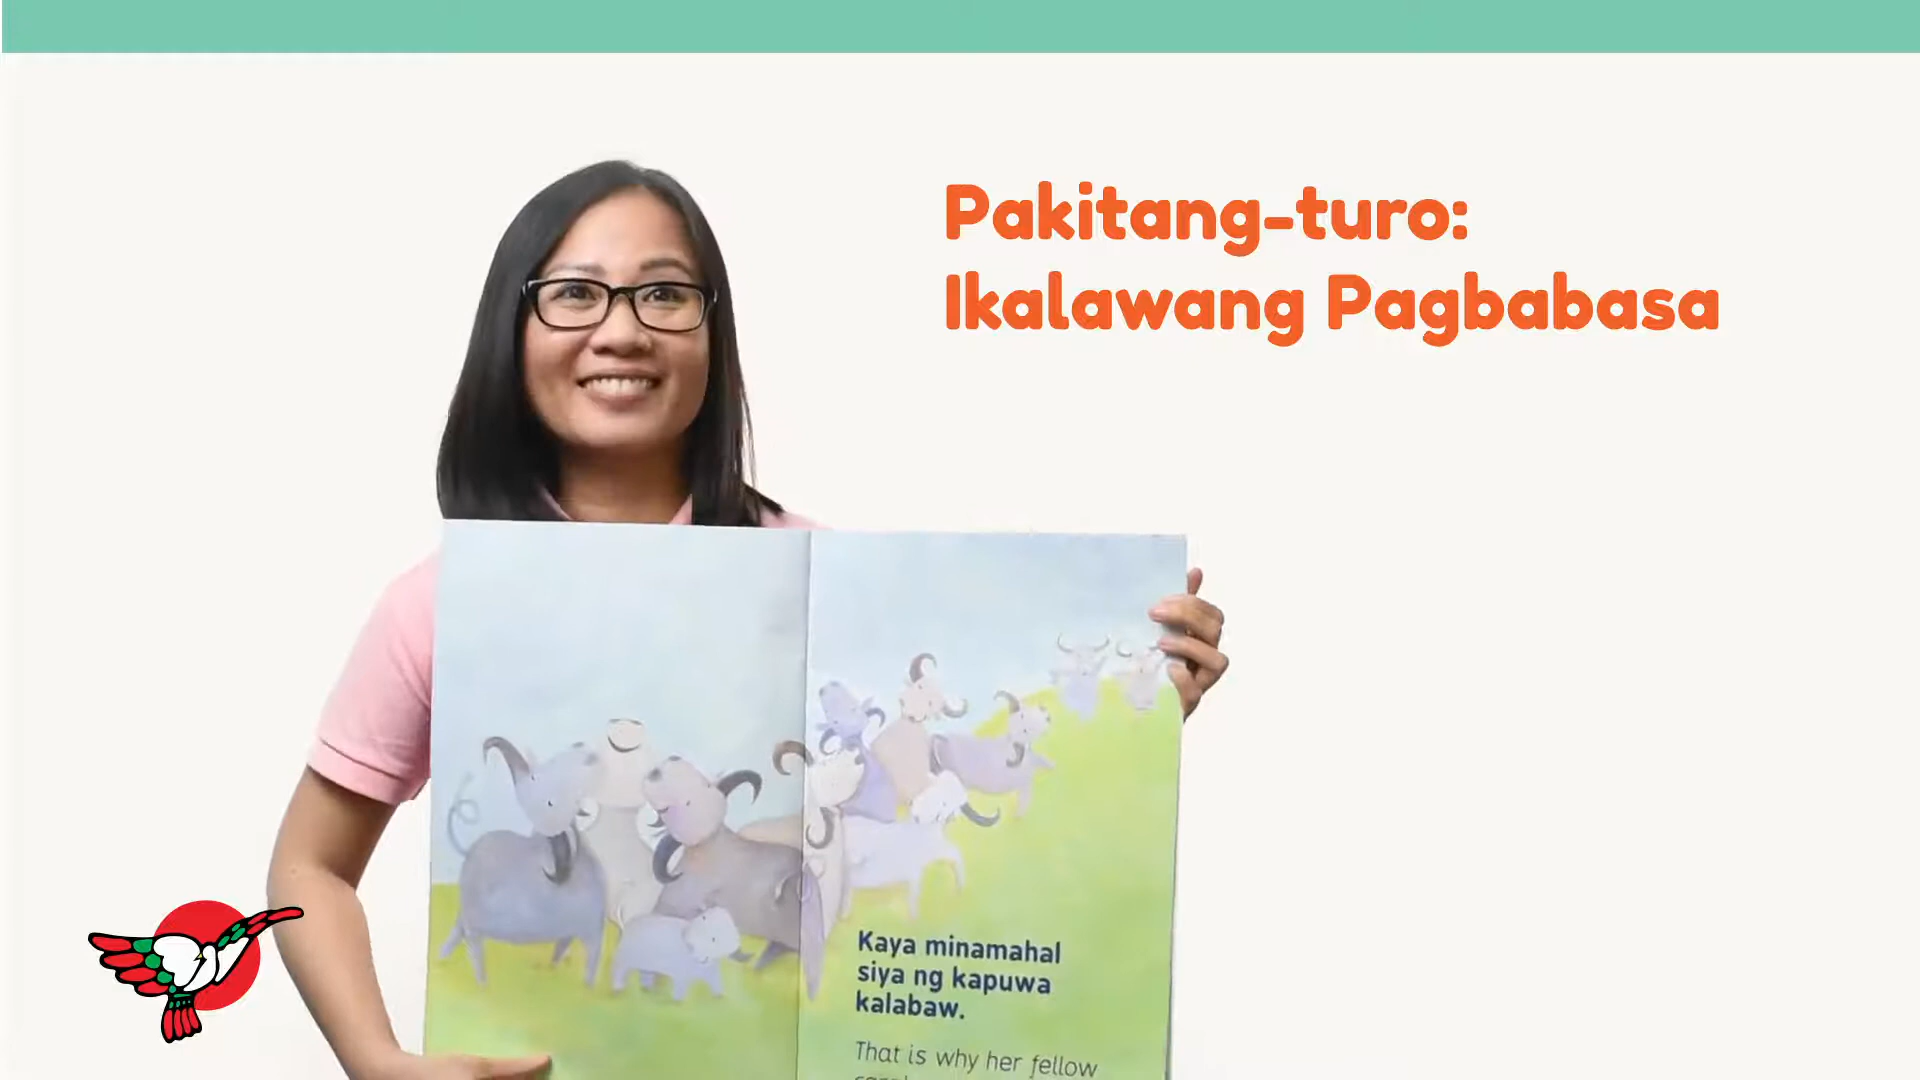 Pakitang-turo:
Ikalawang Pagbabasa
Kaya minamahal
siya ng kapuwa
kalabaw.
That is why her fellow